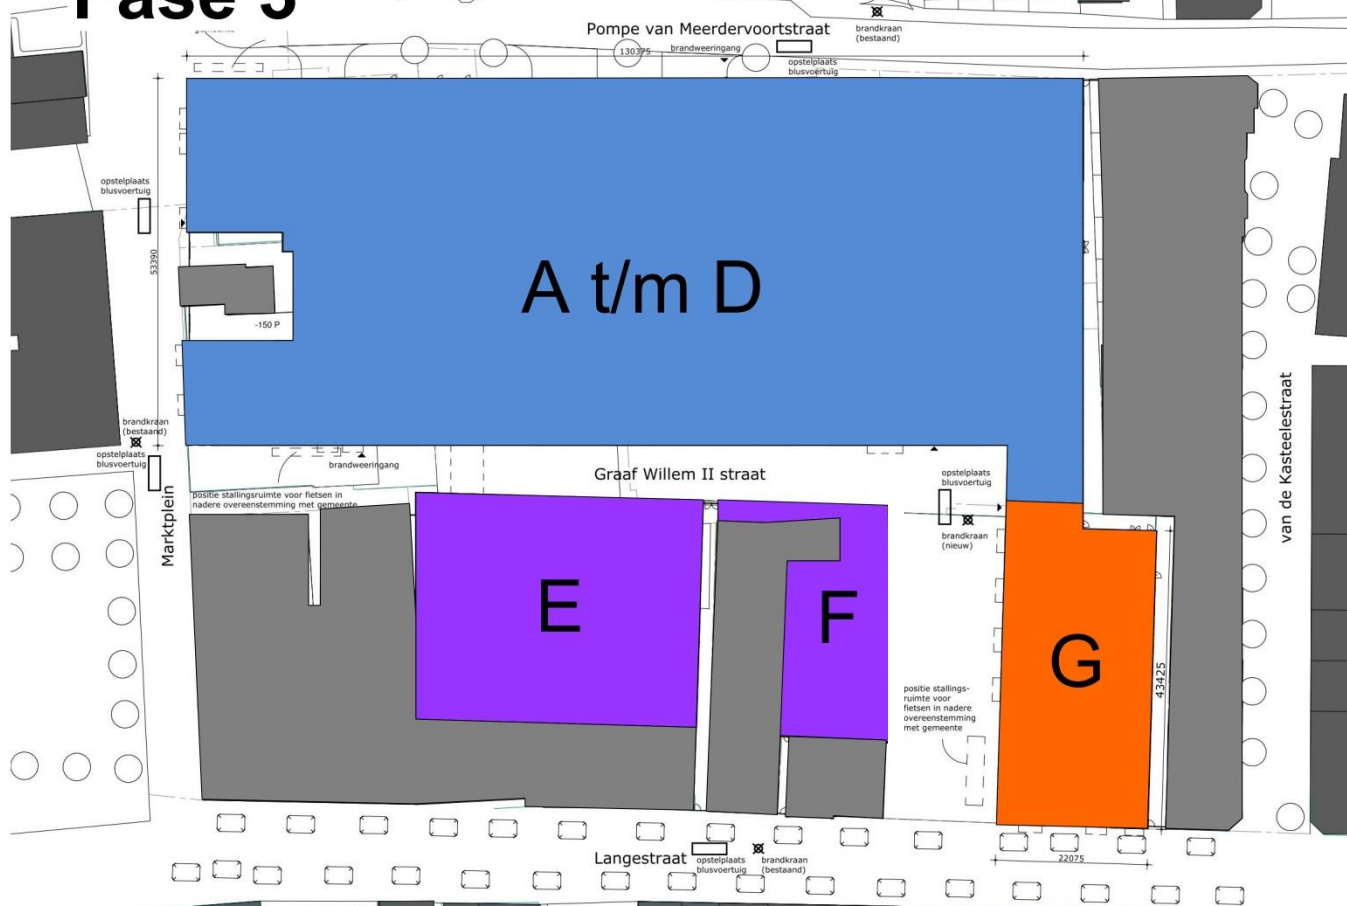 Fase 3
Pompe van Meerdervoortstraat
brandkraan
(bestaand)
130375
brandweeringang
opstelplaats
blusvoertuig
opstelplaats
blusvoertuig
53390
A t/m D
-150 P
brandkraan
(bestaand)
opstelplaats
blusvoertuig
Marktplein
brandweeringang
positie stallingsruimte voor fietsen in
nadere overeenstemming met gemeente
Graaf Willem II straat
opstelplaats
blusvoertuig
brandkraan
(nieuw)
van de Kasteelestraat
E
F
G
43425
positie stallings-
ruimte voor
fietsen in nadere
overeenstemming
met gemeente
Langestraat
opstelplaats
blusvoertuig
brandkraan
(bestaand)
22075